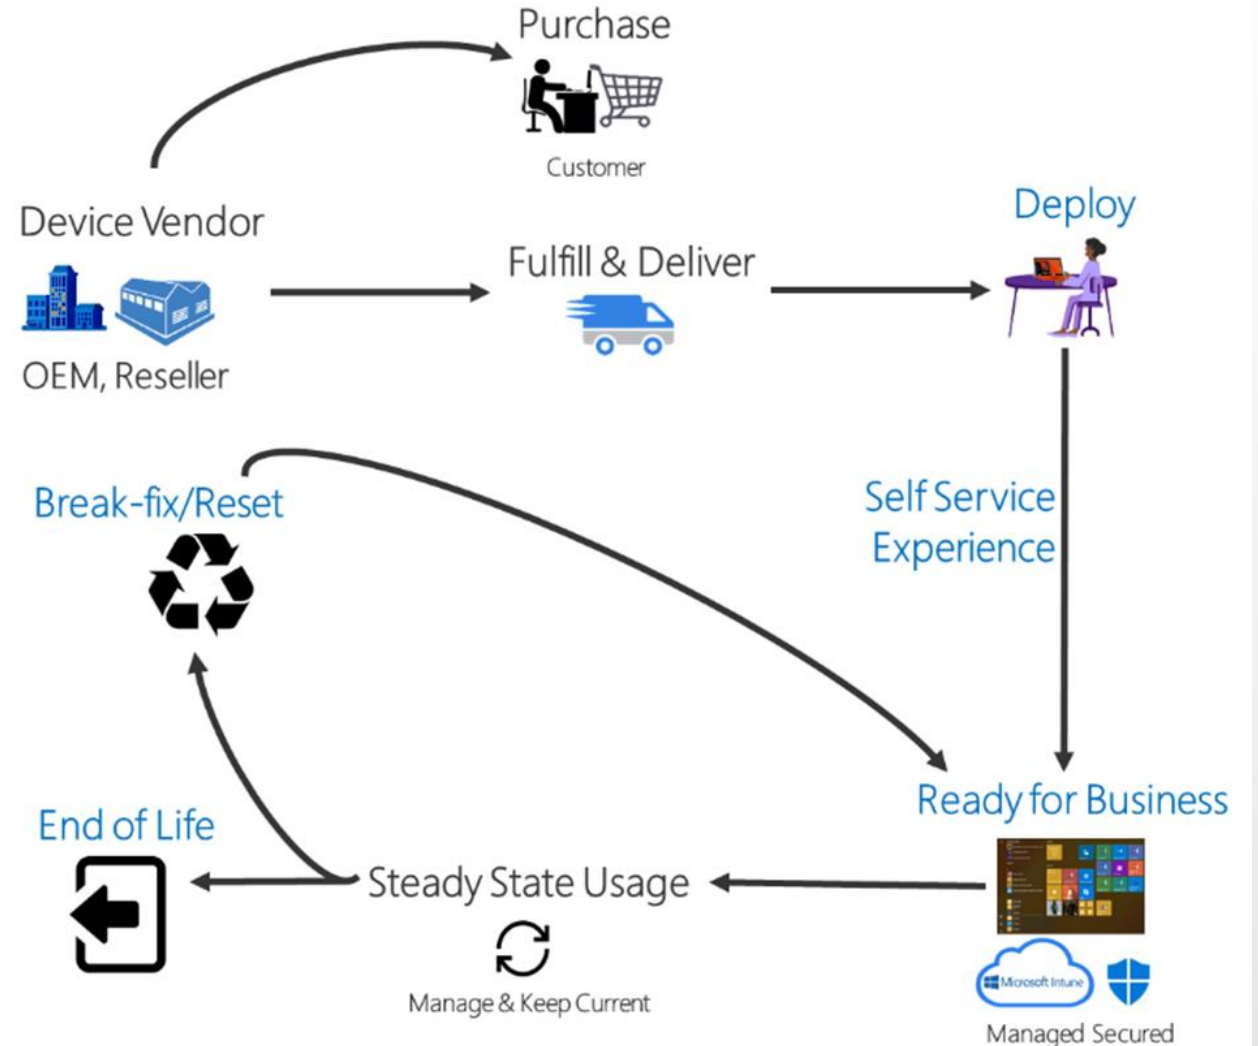 Purchase
Customer
Device Vendor
OEM, Reseller
Fulfill & Deliver
Deploy
Self Service
Experience
Break-fix/Reset
Ready for Business
Microsoft Intune
Managed Secured
Steady State Usage
Manage & Keep Current
End of Life